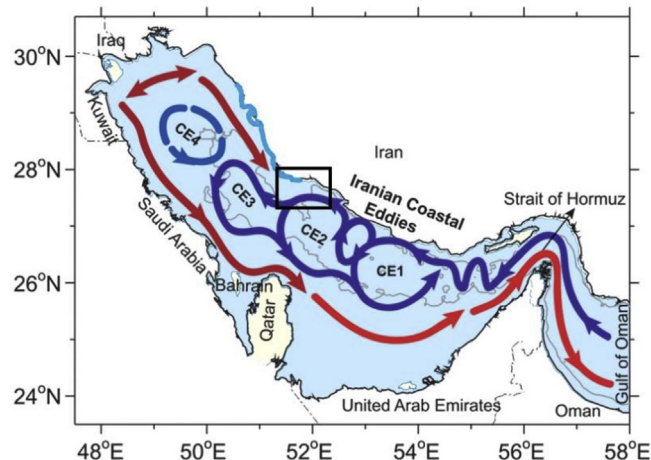 30°N
28°N
26°N
24°N
48°E
50°E
52°E
54°E
56°E
58°E
Iraq
Kuwait
CE4
Iran
CE3
Iranian Coastal
Eddies
Strait of Hormuz
Saudi Arabia
CE2
CE1
Bahrain
Qatar
Gulf of Oman
United Arab Emirates
Oman